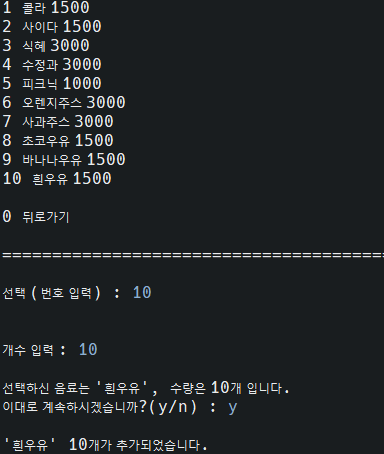 1 콜라 1500
2 사이다 1500
3 식혜 3000
4 수정과 3000
5 피크닉 1000
6 오렌지주스 3000
7 사과주스 3000
8 초코우유 1500
9 바나나우유 1500
10 흰우유 1500
0 뒤로가기
=======================================
선택(번호 입력) : 10
개수 입력 : 10
선택하신 음료는 '흰우유', 수량은 10개 입니다.
이대로 계속하시겠습니까?(y/n) : y
'흰우유' 10개가 추가되었습니다.